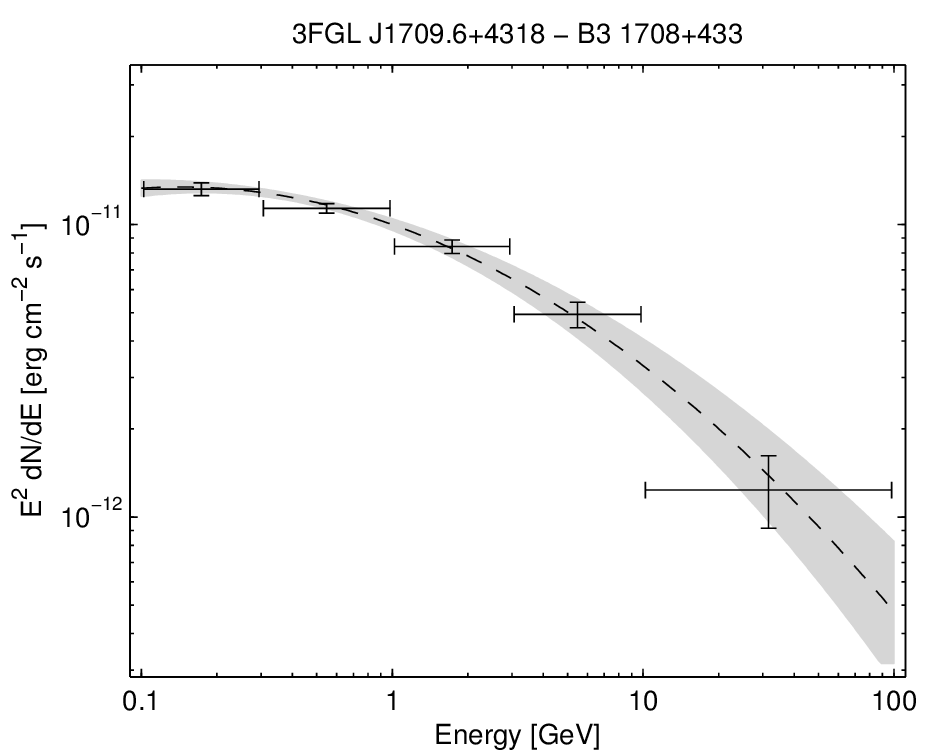 3FGL J1709.6+4318 − B3 1708+433
E² dN/dE [erg cm⁻² s⁻¹]
10⁻¹¹
10⁻¹²
0.1 1 10 100
Energy [GeV]